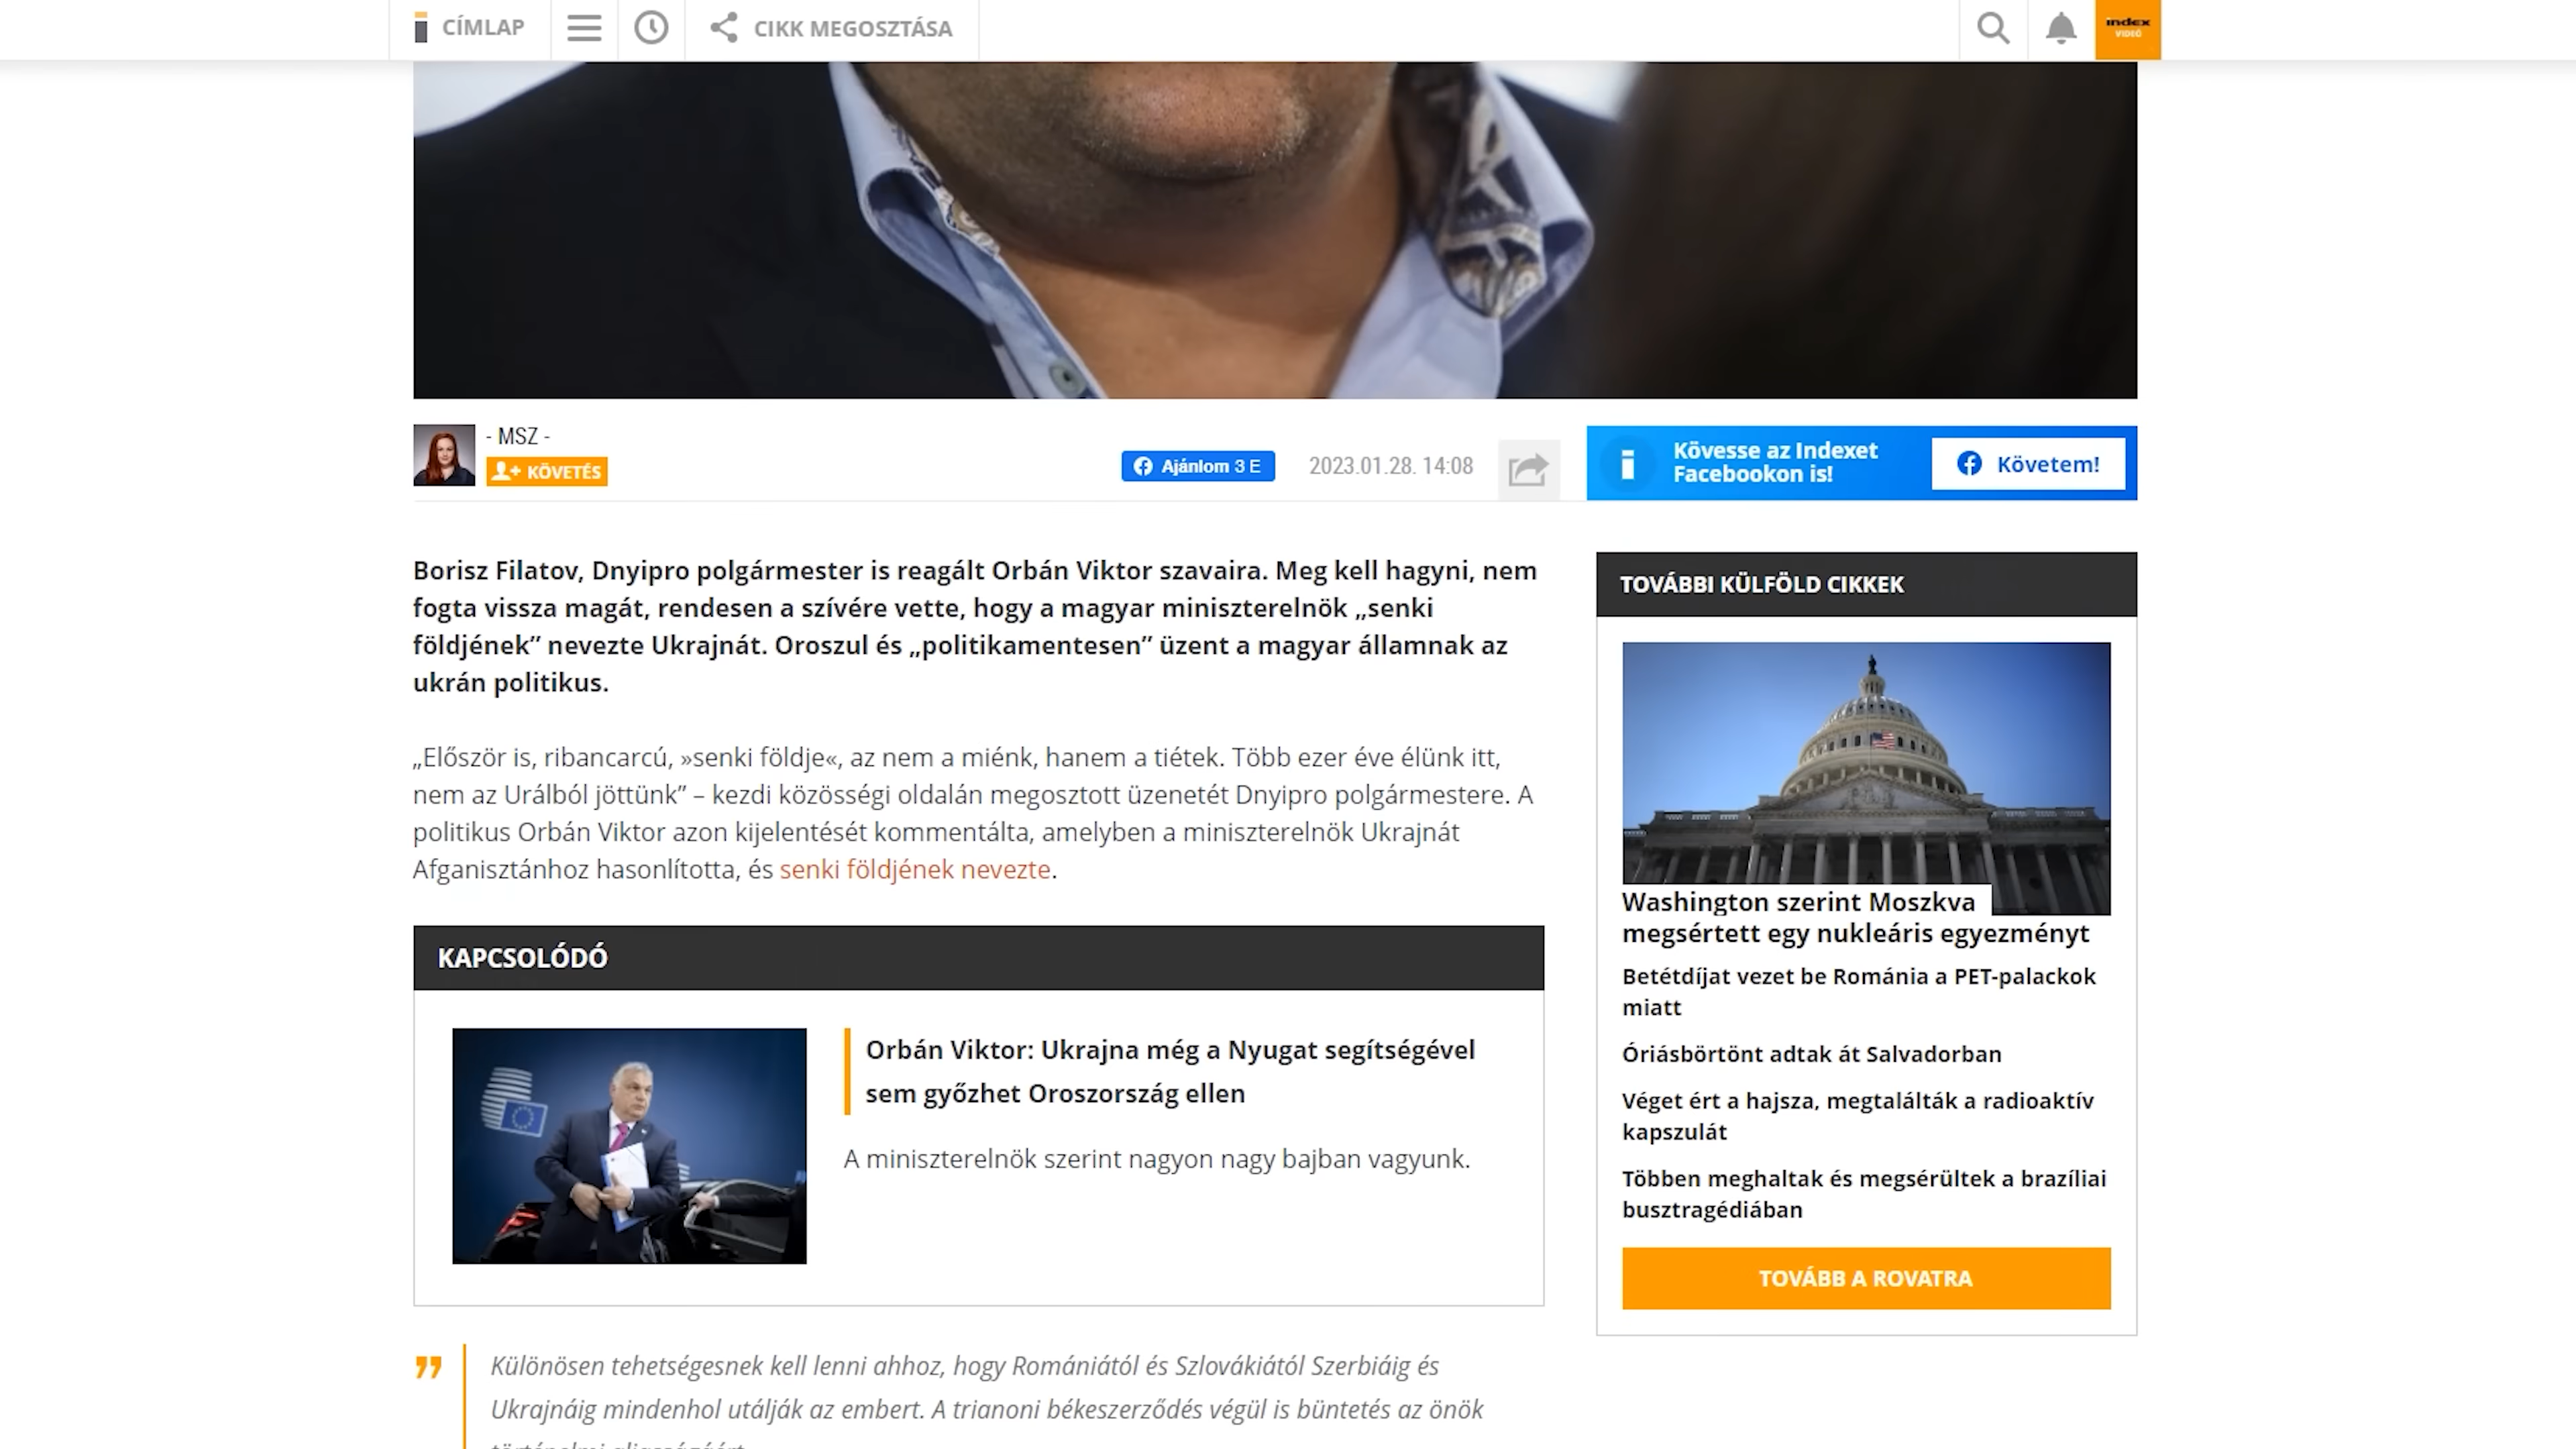 CÍMLAP
CIKK MEGOSZTÁSA
index
VIDEÓ
- MSZ -
KÖVETÉS
Ajánlom 3 E
2023.01.28. 14:08
Kövesse az Indexet
Facebookon is!
Követem!
Borisz Filatov, Dnyipro polgármester is reagált Orbán Viktor szavaira. Meg kell hagyni, nem
fogta vissza magát, rendesen a szívére vette, hogy a magyar miniszterelnök „senki
földjének” nevezte Ukrajnát. Oroszul és „politikamentesen” üzent a magyar államnak az
ukrán politikus.
„Először is, ribancarcú, »senki földje«, az nem a miénk, hanem a tiétek. Több ezer éve élünk itt,
nem az Urálból jöttünk” – kezdi közösségi oldalán megosztott üzenetét Dnyipro polgármestere. A
politikus Orbán Viktor azon kijelentését kommentálta, amelyben a miniszterelnök Ukrajnát
Afganisztánhoz hasonlította, és senki földjének nevezte.
KAPCSOLÓDÓ
Orbán Viktor: Ukrajna még a Nyugat segítségével
sem győzhet Oroszország ellen
A miniszterelnök szerint nagyon nagy bajban vagyunk.
” Különösen tehetségesnek kell lenni ahhoz, hogy Romániától és Szlovákiától Szerbiáig és
Ukrajnáig mindenhol utálják az embert. A trianoni békeszerződés végül is büntetés az önök
TOVÁBBI KÜLFÖLD CIKKEK
Washington szerint Moszkva
megsértett egy nukleáris egyezményt
Betétdíjat vezet be Románia a PET-palackok
miatt
Óriásbörtönt adtak át Salvadorban
Véget ért a hajsza, megtalálták a radioaktív
kapszulát
Többen meghaltak és megsérültek a brazíliai
busztragédiában
TOVÁBB A ROVATRA